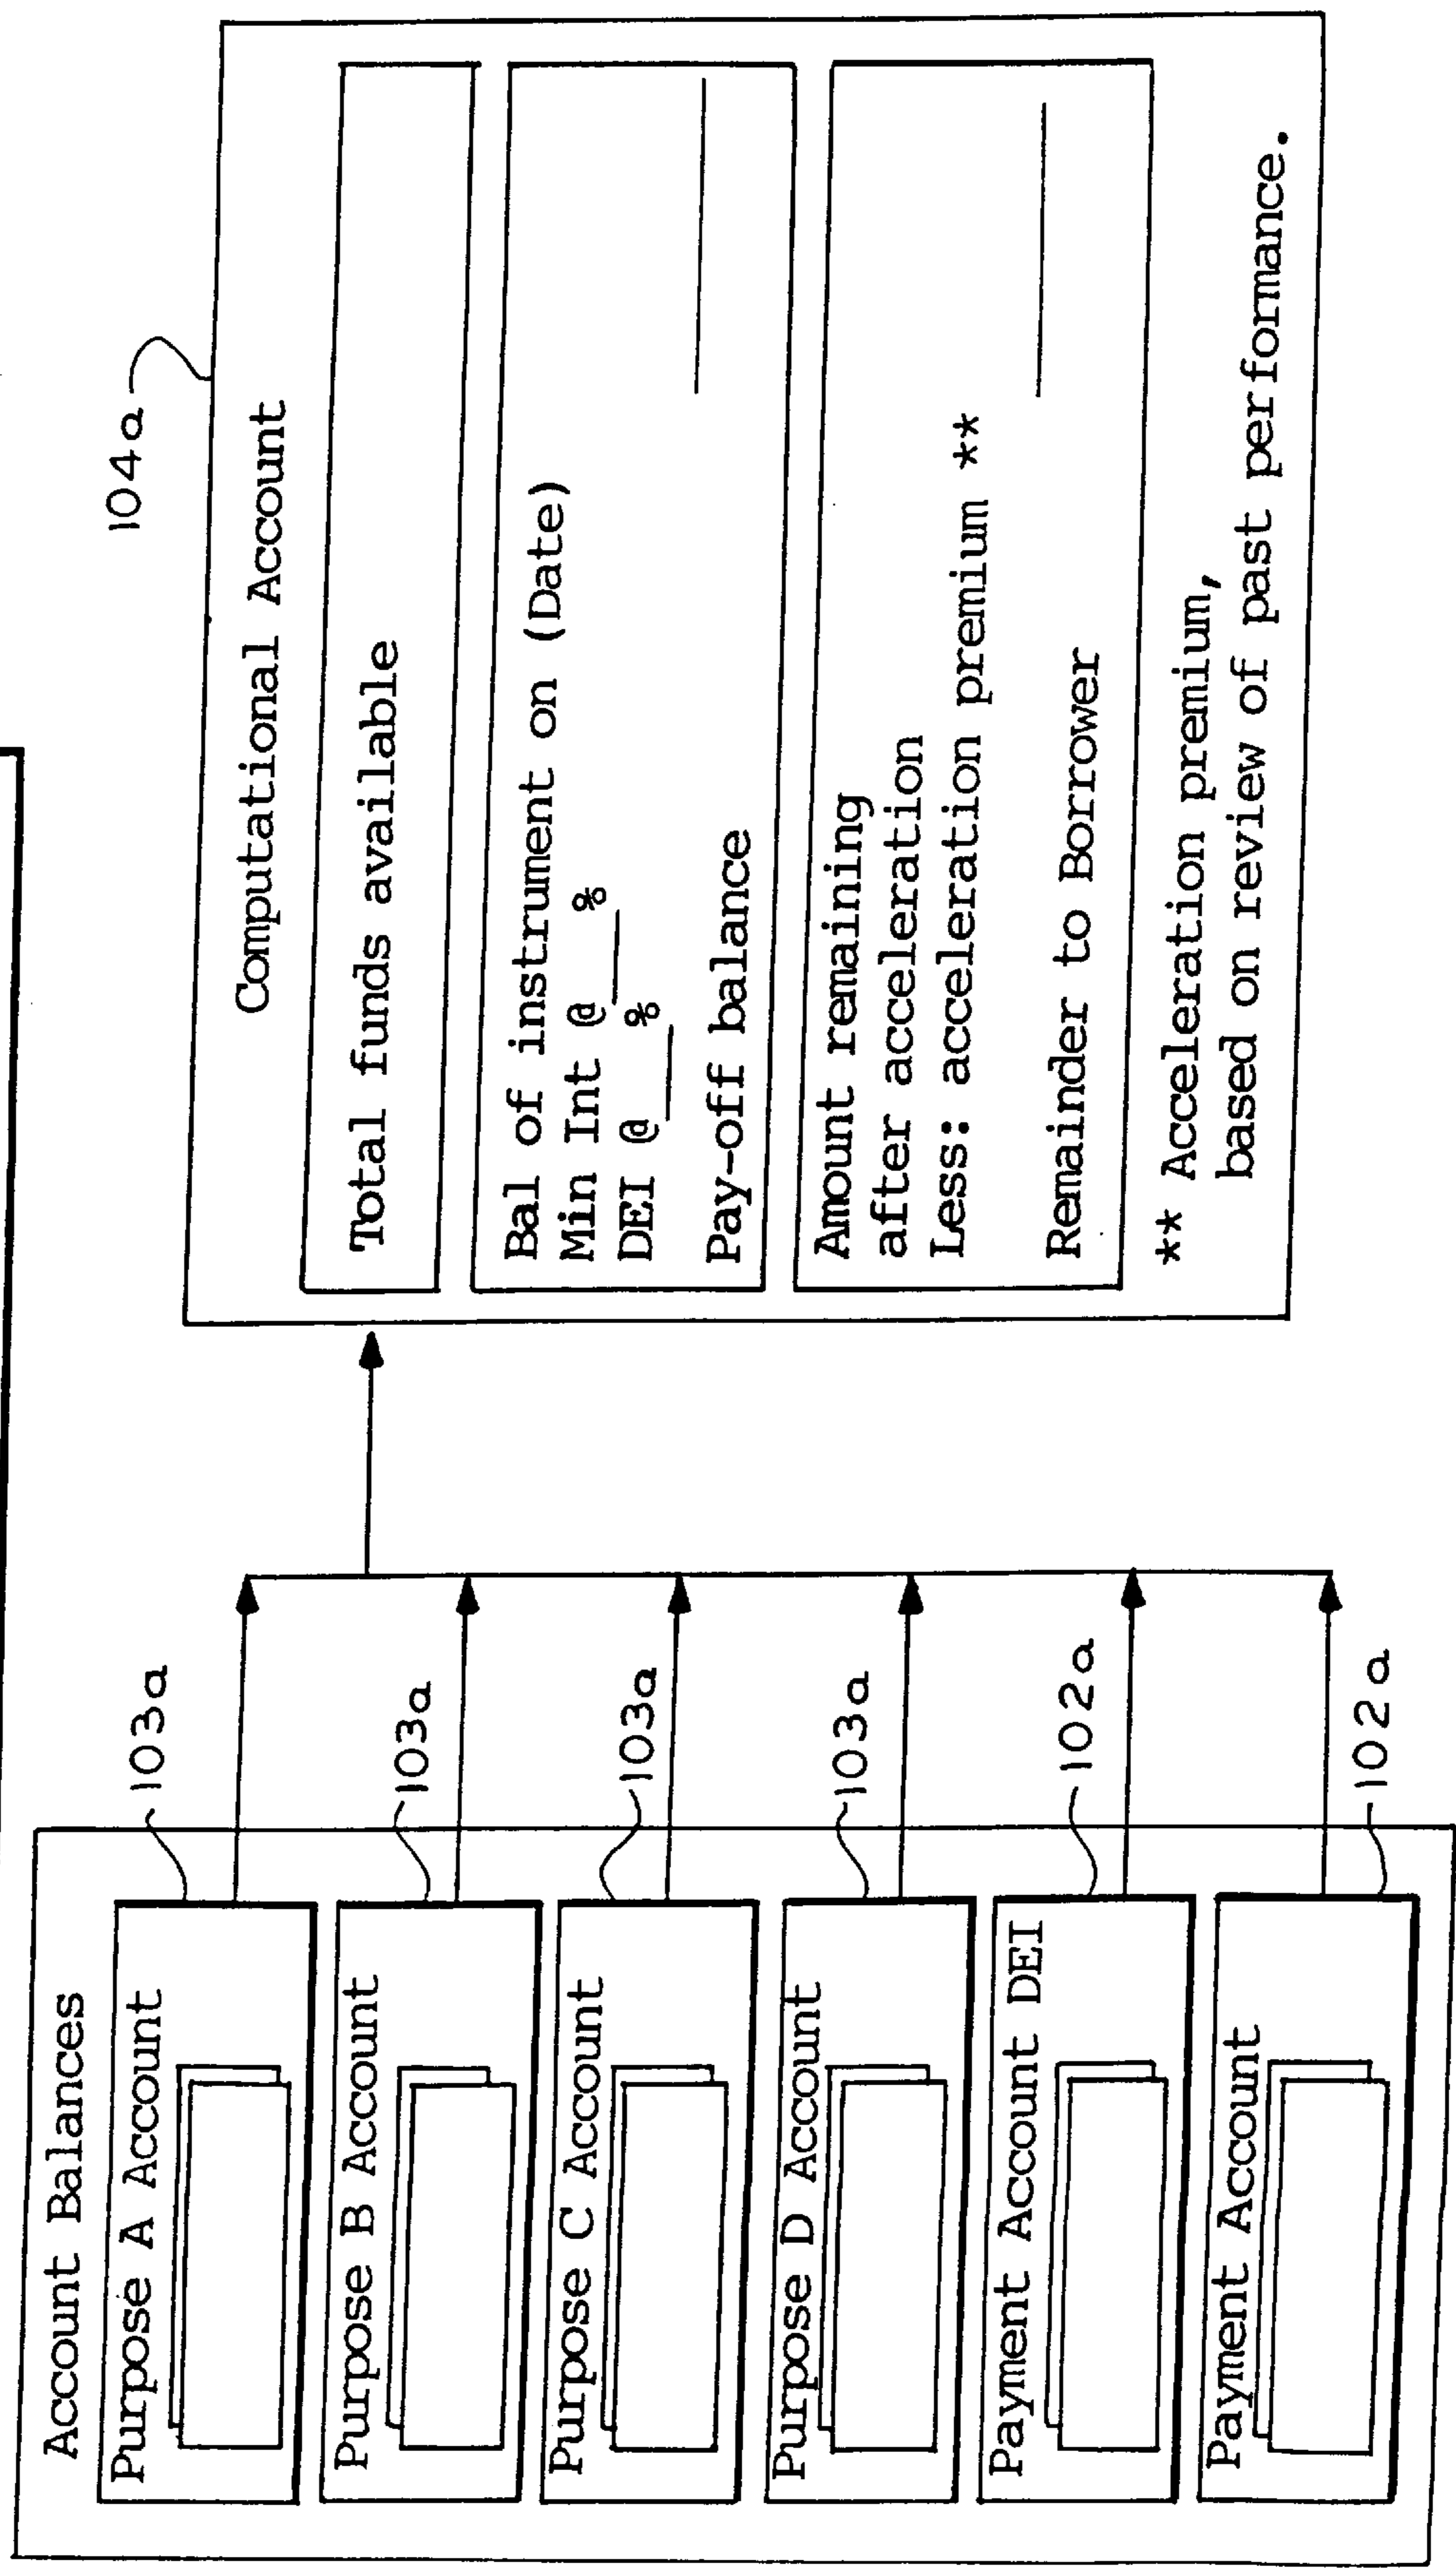 Account Balances
Purpose A Account
103a
Purpose B Account
103a
Purpose C Account
103a
Purpose D Account
103a
Payment Account DEI
102a
Payment Account
102a
104a
Computational Account
Total funds available
Bal of instrument on (Date)
Min Int @ ___ %
DEI @ ___ %
Pay-off balance
Amount remaining
after acceleration
Less: acceleration premium **
Remainder to Borrower
** Acceleration premium,
based on review of past performance.